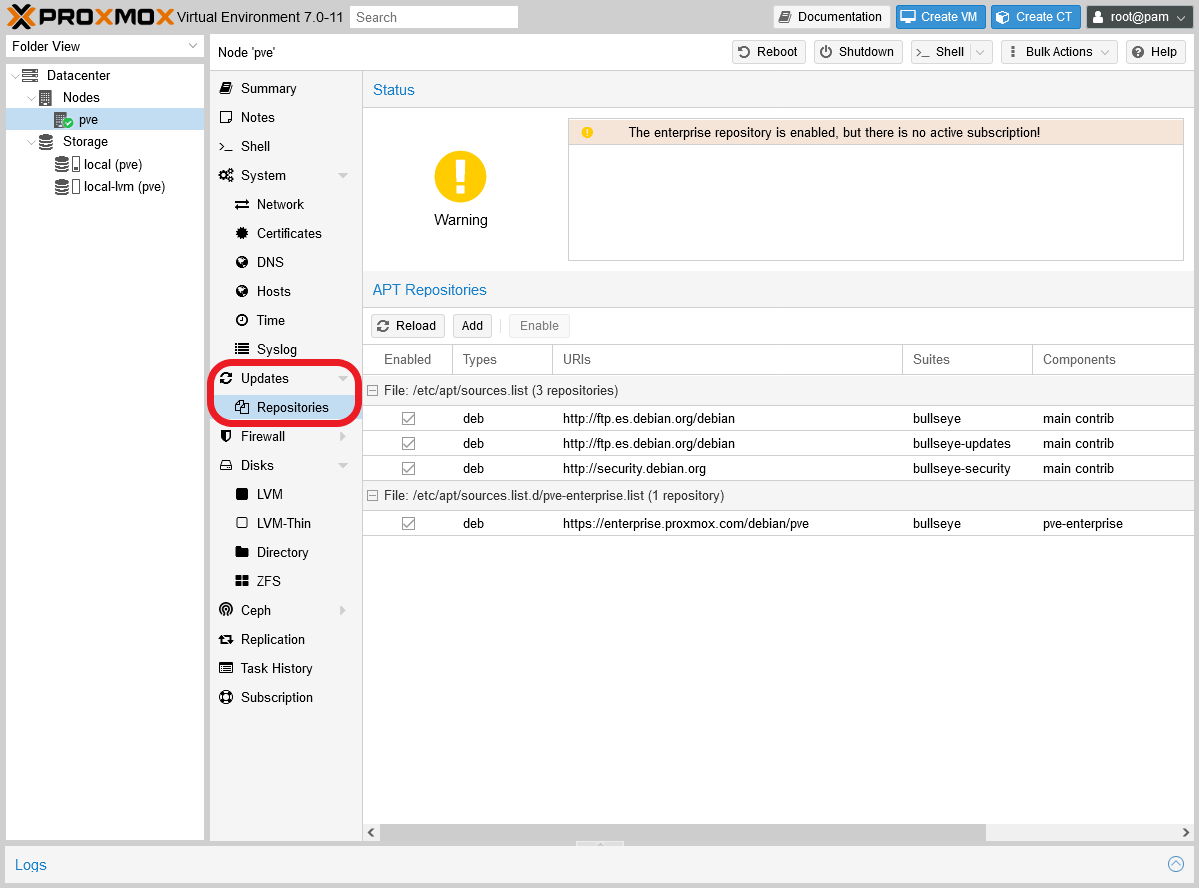 PROXMOX Virtual Environment 7.0-11 Search Documentation Create VM Create CT root@pam
Folder View
Datacenter
Nodes
pve
Storage
local (pve)
local-lvm (pve)
Node 'pve' Reboot Shutdown >_ Shell Bulk Actions Help
Summary
Notes
>_ Shell
System
Network
Certificates
DNS
Hosts
Time
Syslog
Updates
Repositories
Firewall
Disks
LVM
LVM-Thin
Directory
ZFS
Ceph
Replication
Task History
Subscription
Status
Warning
The enterprise repository is enabled, but there is no active subscription!
APT Repositories
Reload Add Enable
Enabled Types URIs Suites Components
File: /etc/apt/sources.list (3 repositories)
deb http://ftp.es.debian.org/debian bullseye main contrib
deb http://ftp.es.debian.org/debian bullseye-updates main contrib
deb http://security.debian.org bullseye-security main contrib
File: /etc/apt/sources.list.d/pve-enterprise.list (1 repository)
deb https://enterprise.proxmox.com/debian/pve bullseye pve-enterprise
Logs